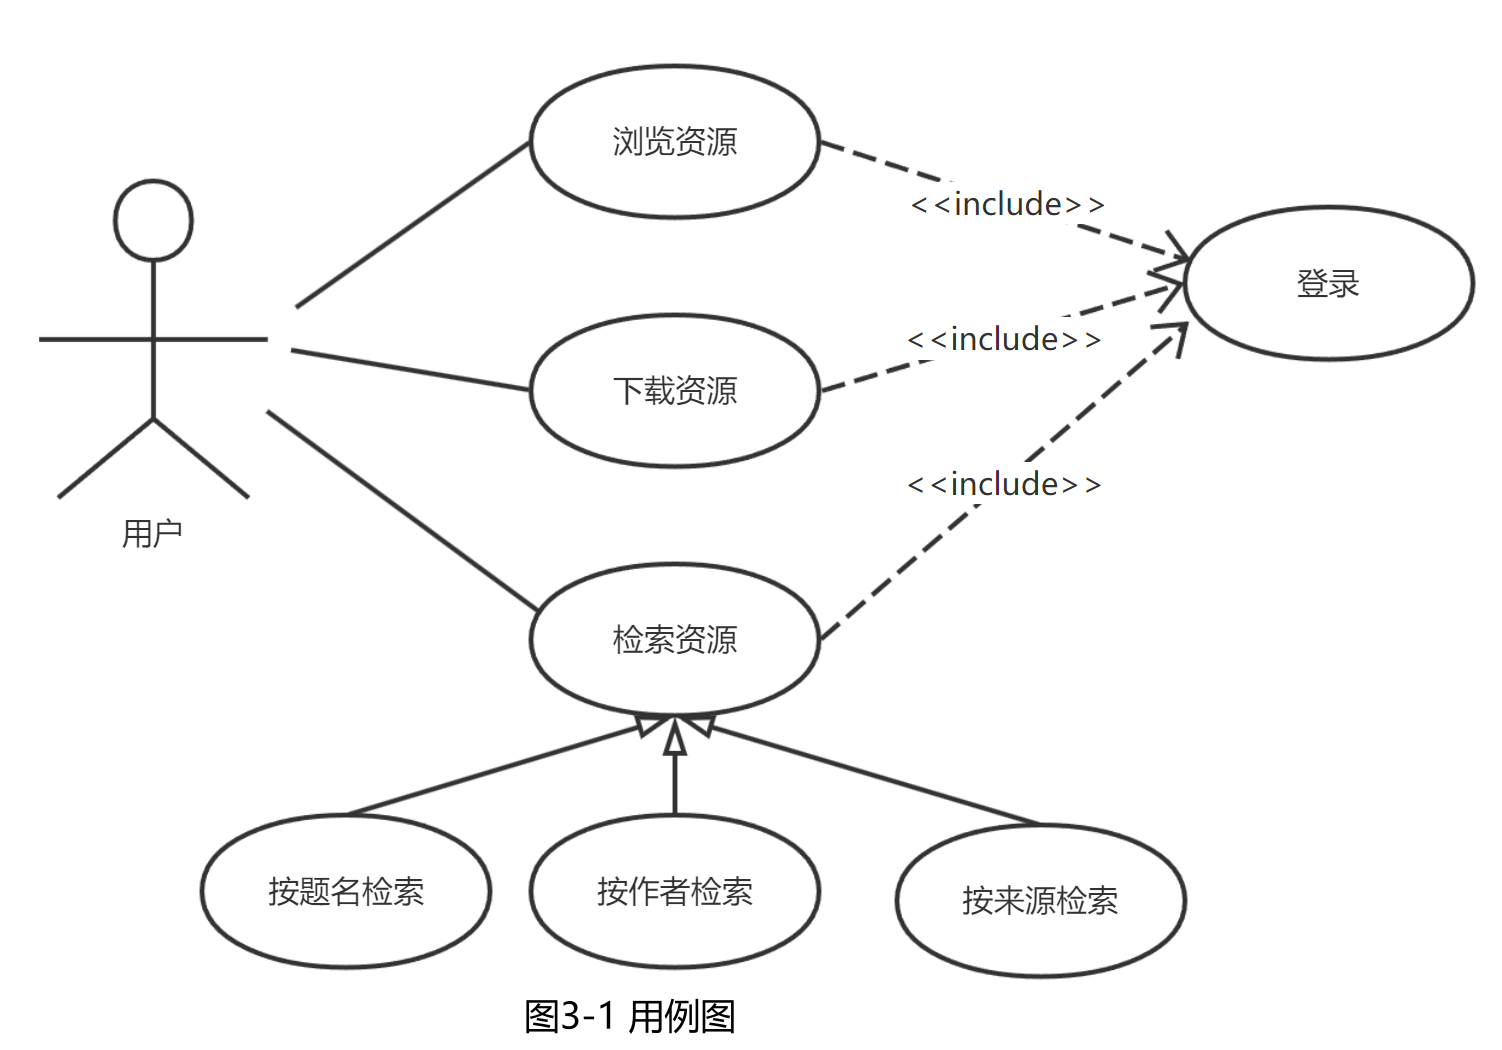 浏览资源
<<include>>
登录
下载资源
<<include>>
<<include>>
用户
检索资源
按题名检索
按作者检索
按来源检索
图3-1 用例图